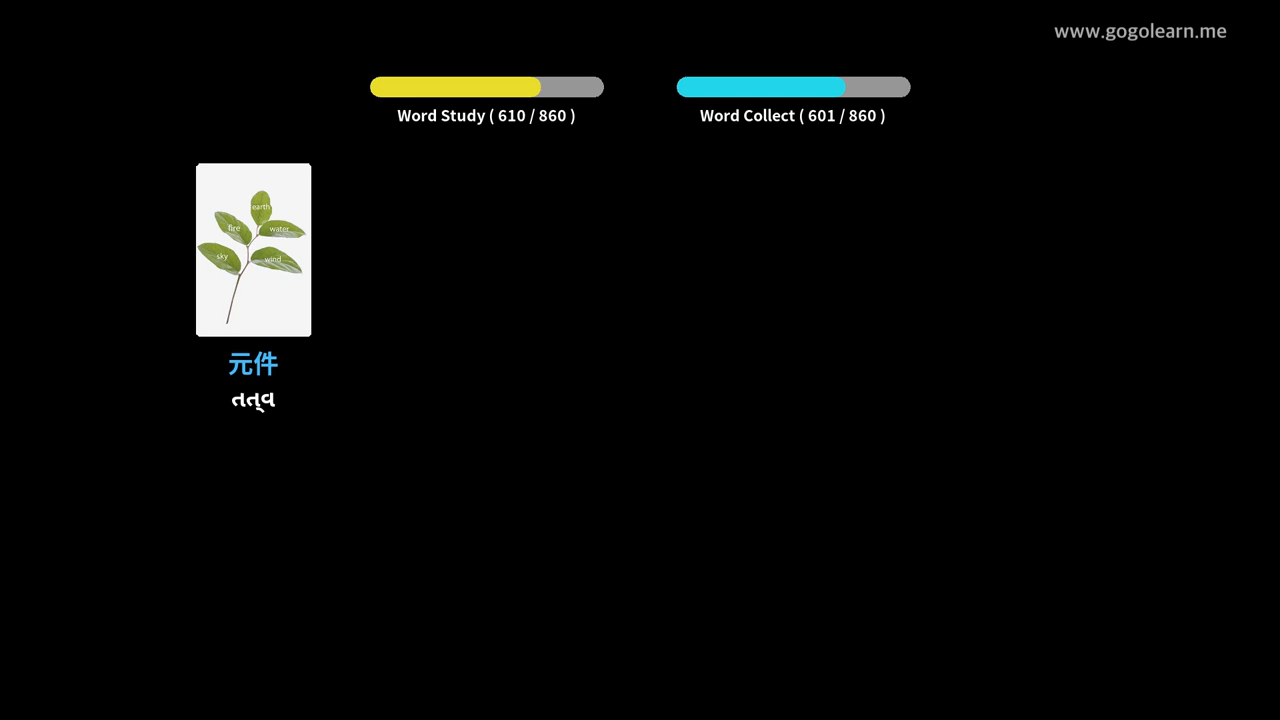 www.gogolearn.me
Word Study ( 610 / 860 )
Word Collect ( 601 / 860 )
earth
fire
water
sky
wind
元件
તત્વ